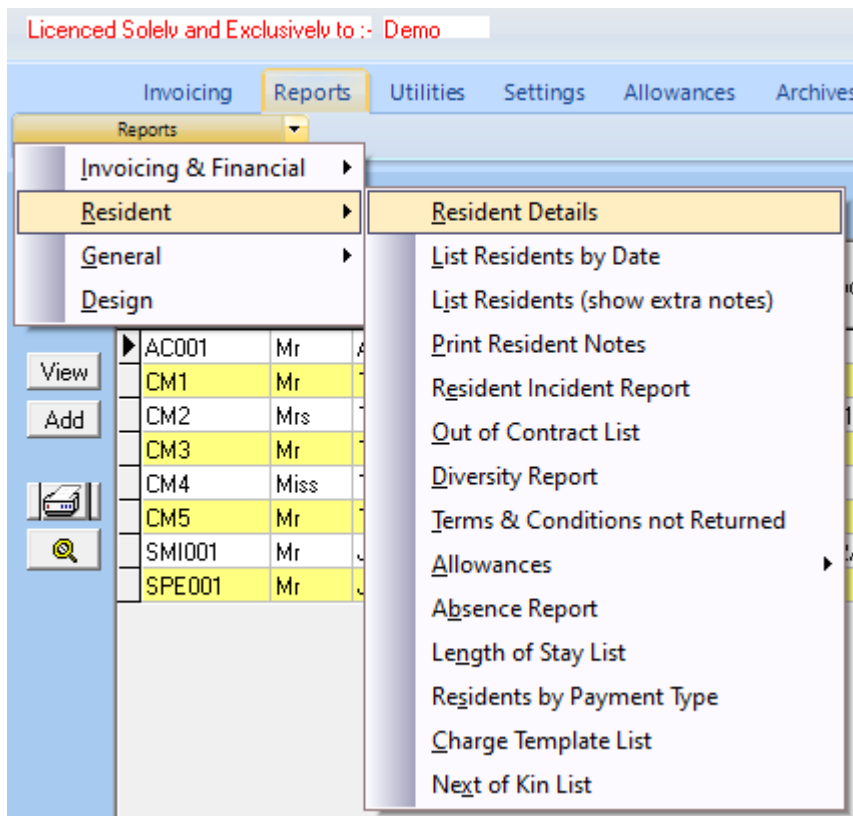 Licenced Solely and Exclusively to :- Demo
Invoicing Reports Utilities Settings Allowances Archives
Reports
Invoicing & Financial
Resident
General
Design
Resident Details
List Residents by Date
List Residents (show extra notes)
Print Resident Notes
Resident Incident Report
Out of Contract List
Diversity Report
Terms & Conditions not Returned
Allowances
Absence Report
Length of Stay List
Residents by Payment Type
Charge Template List
Next of Kin List
View
Add
AC001 Mr
CM1 Mr
CM2 Mrs
CM3 Mr
CM4 Miss
CM5 Mr
SMI001 Mr
SPE001 Mr